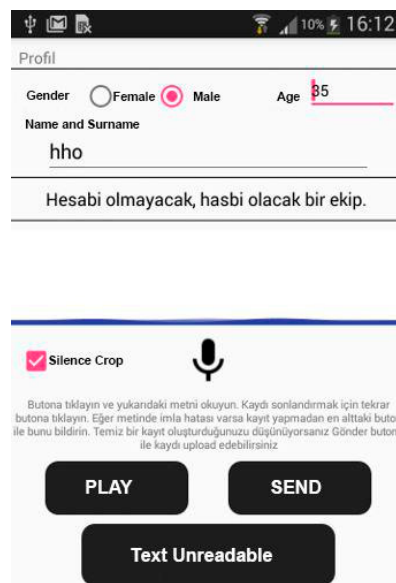 10% 16:12
Profil
Gender Female Male Age 35
Name and Surname
hho
Hesabi olmayacak, hasbi olacak bir ekip.
Silence Crop
Butona tıklayın ve yukarıdaki metni okuyun. Kaydı sonlandırmak için tekrar
butona tıklayın. Eğer metinde imla hatası varsa kayıt yapmadan en alttaki buto
ile bunu bildirin. Temiz bir kayıt oluşturduğunuzu düşünüyorsanız Gönder buton
ile kaydı upload edebilirsiniz
PLAY SEND
Text Unreadable